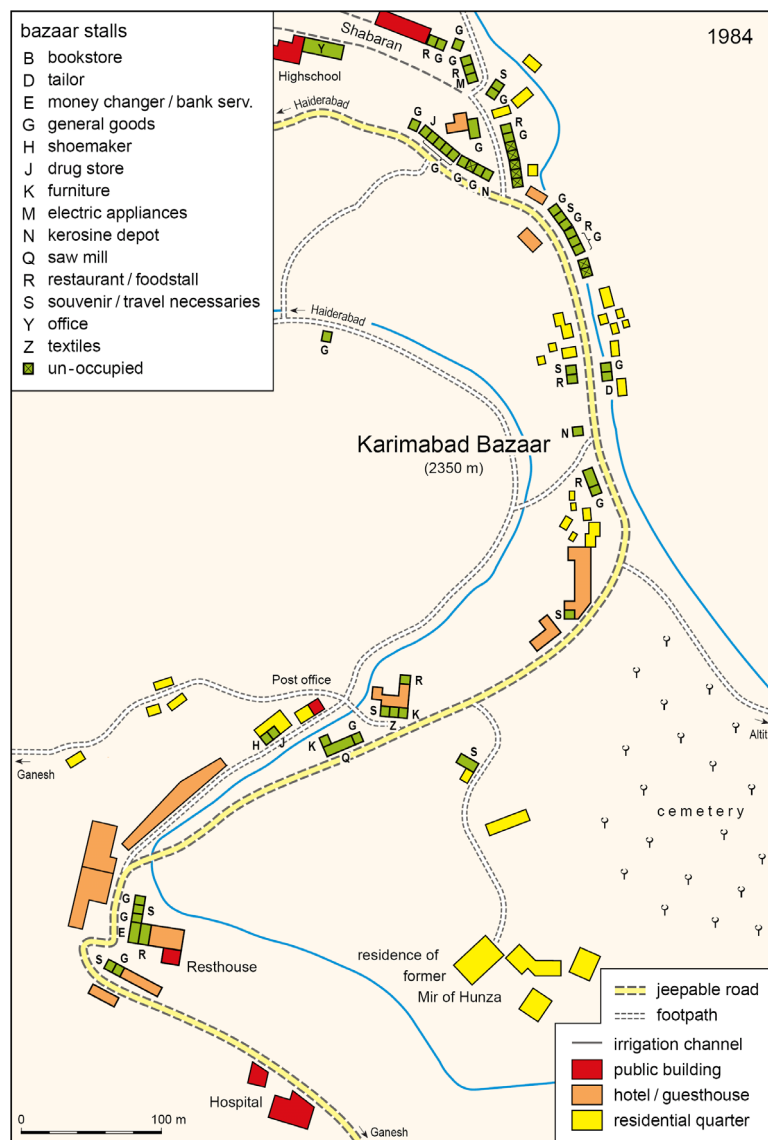 bazaar stalls
B bookstore
D tailor
E money changer / bank serv.
G general goods
H shoemaker
J drug store
K furniture
M electric appliances
N kerosine depot
Q saw mill
R restaurant / foodstall
S souvenir / travel necessaries
Y office
Z textiles
un-occupied
1984
Shabaran
Y
Highschool
Haiderabad
R G G
G
R
M
S
G
R
G
G J
G
G G G N
G
S
G
R
G
Haiderabad
G
S
R
G
D
N
Karimabad Bazaar
(2350 m)
R
G
S
Post office
R
S
Z
K
H J
K
G
Q
S
Ganesh
Altit
cemetery
G
G S
E
R
Resthouse
S G
residence of
former
Mir of Hunza
Hospital
Ganesh
0 100 m
jeepable road
footpath
irrigation channel
public building
hotel / guesthouse
residential quarter